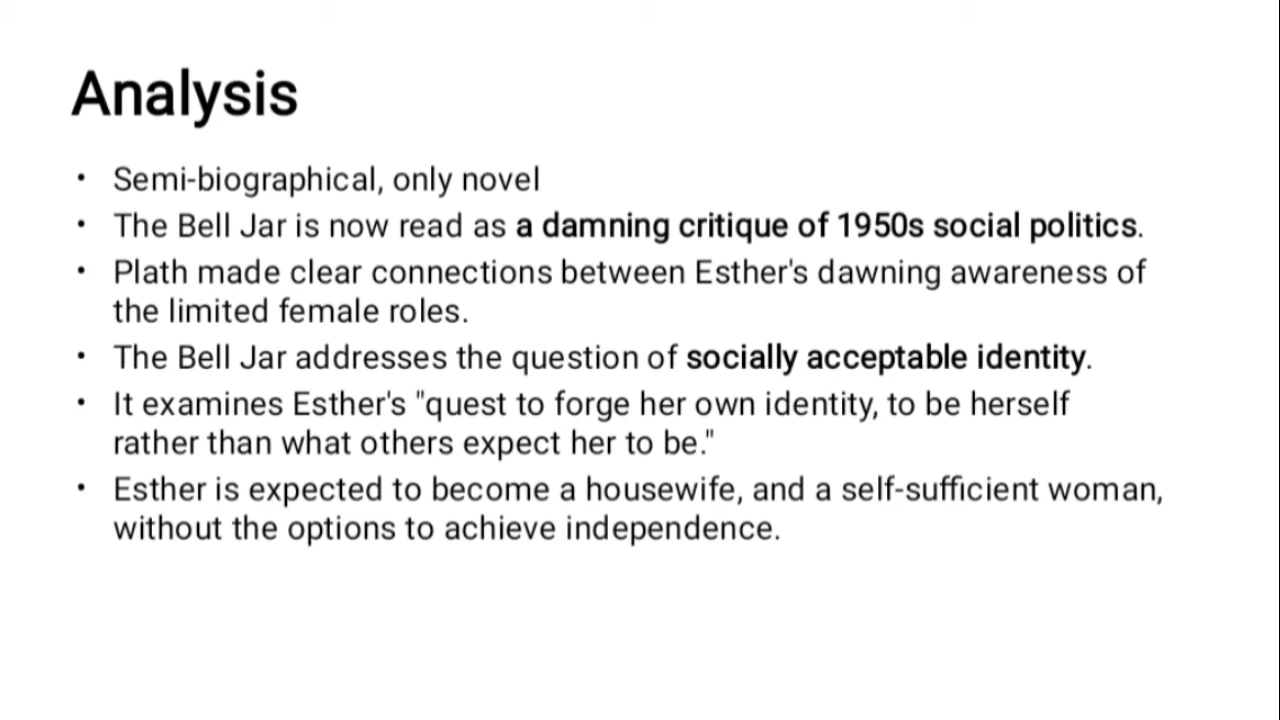 Analysis
• Semi-biographical, only novel
• The Bell Jar is now read as a damning critique of 1950s social politics.
• Plath made clear connections between Esther's dawning awareness of
the limited female roles.
• The Bell Jar addresses the question of socially acceptable identity.
• It examines Esther's "quest to forge her own identity, to be herself
rather than what others expect her to be."
• Esther is expected to become a housewife, and a self-sufficient woman,
without the options to achieve independence.